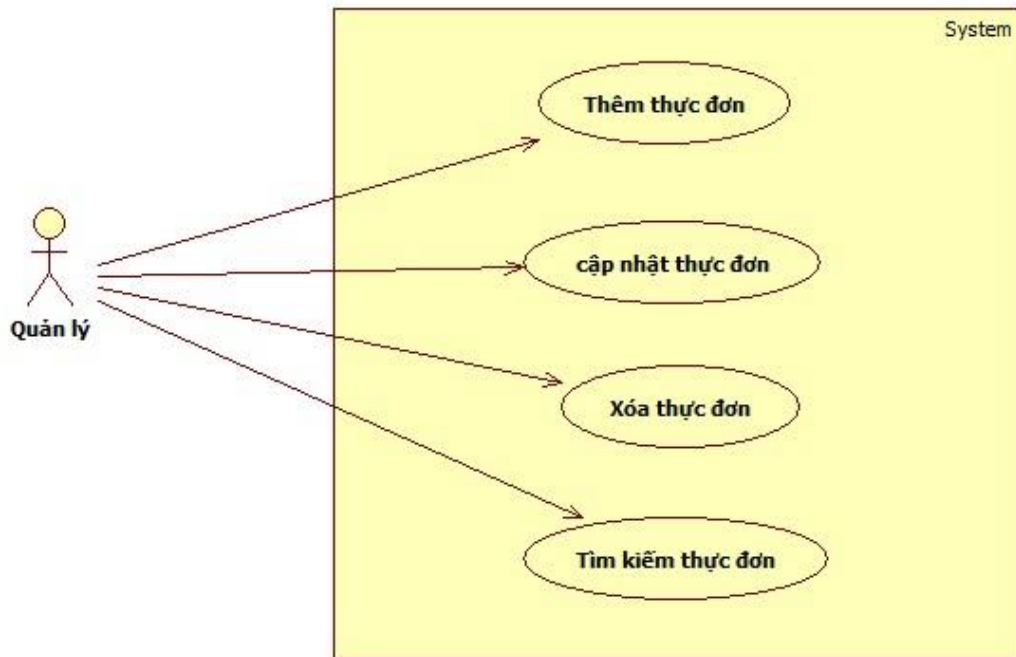 System
Thêm thực đơn
cập nhật thực đơn
Quản lý
Xóa thực đơn
Tìm kiếm thực đơn